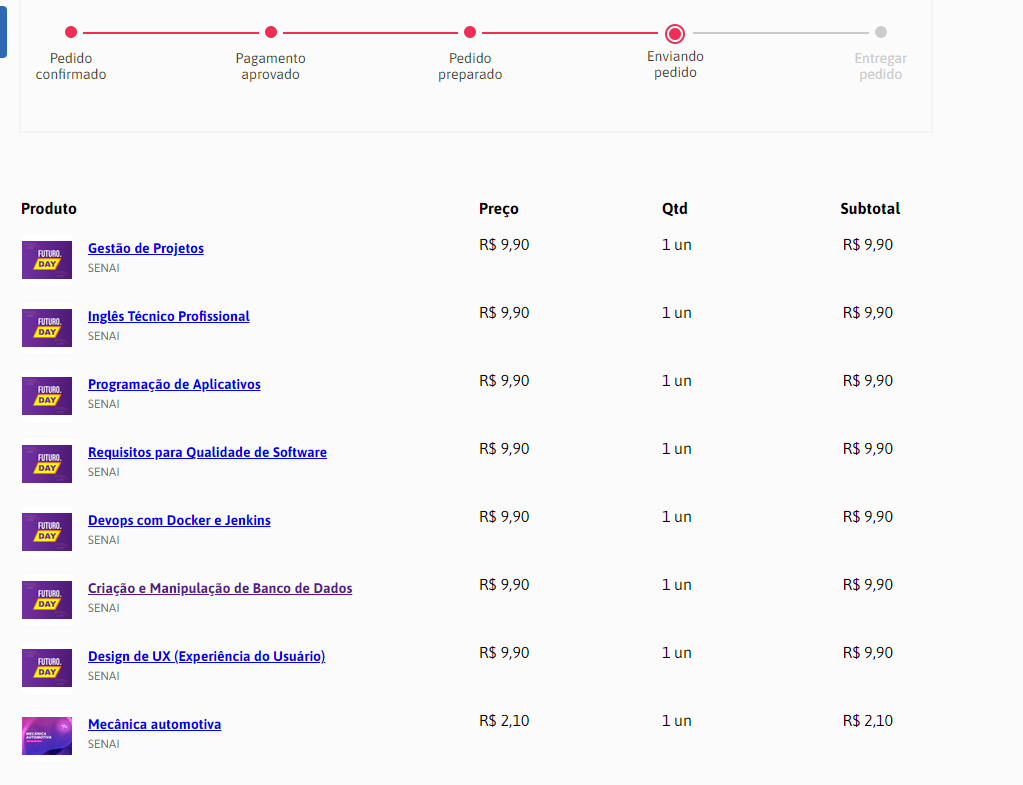 Pedido
confirmado
Pagamento
aprovado
Pedido
preparado
Enviando
pedido
Entregar
pedido
Produto Preço Qtd Subtotal
FUTURO.
DAY
Gestão de Projetos R$ 9,90 1 un R$ 9,90
SENAI
FUTURO.
DAY
Inglês Técnico Profissional R$ 9,90 1 un R$ 9,90
SENAI
FUTURO.
DAY
Programação de Aplicativos R$ 9,90 1 un R$ 9,90
SENAI
FUTURO.
DAY
Requisitos para Qualidade de Software R$ 9,90 1 un R$ 9,90
SENAI
FUTURO.
DAY
Devops com Docker e Jenkins R$ 9,90 1 un R$ 9,90
SENAI
FUTURO.
DAY
Criação e Manipulação de Banco de Dados R$ 9,90 1 un R$ 9,90
SENAI
FUTURO.
DAY
Design de UX (Experiência do Usuário) R$ 9,90 1 un R$ 9,90
SENAI
MECÂNICA
AUTOMOTIVA
Mecânica automotiva R$ 2,10 1 un R$ 2,10
SENAI